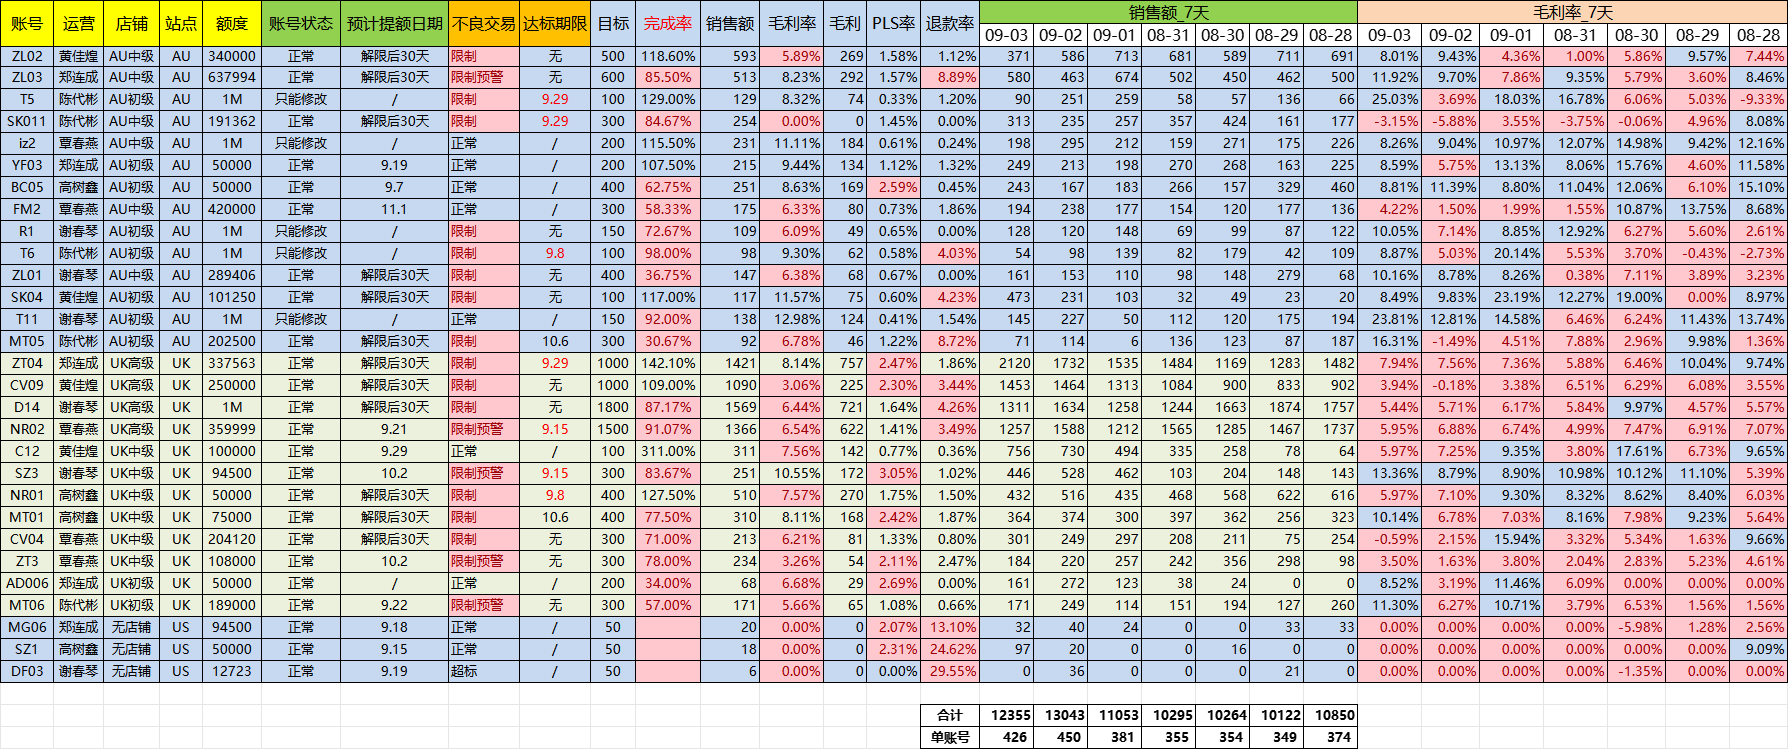 账号 运营 店铺 站点 额度 账号状态 预计提额日期 不良交易 达标期限 目标 完成率 销售额 毛利率 毛利 PLS率 退款率 销售额_7天 毛利率_7天
09-03 09-02 09-01 08-31 08-30 08-29 08-28 09-03 09-02 09-01 08-31 08-30 08-29 08-28
ZL02 黄佳煌 AU中级 AU 340000 正常 解限后30天 限制 无 500 118.60% 593 5.89% 269 1.58% 1.12% 371 586 713 681 589 711 691 8.01% 9.43% 4.36% 1.00% 5.86% 9.57% 7.44%
ZL03 郑连成 AU中级 AU 637994 正常 解限后30天 限制预警 无 600 85.50% 513 8.23% 292 1.57% 8.89% 580 463 674 502 450 462 500 11.92% 9.70% 7.86% 9.35% 5.79% 3.60% 8.46%
T5 陈代彬 AU初级 AU 1M 只能修改 / 限制 9.29 100 129.00% 129 8.32% 74 0.33% 1.20% 90 251 259 58 57 136 66 25.03% 3.69% 18.03% 16.78% 6.06% 5.03% -9.33%
SK011 陈代彬 AU中级 AU 191362 正常 解限后30天 限制 9.29 300 84.67% 254 0.00% 0 1.45% 0.00% 313 235 257 357 424 161 177 -3.15% -5.88% 3.55% -3.75% -0.06% 4.96% 8.08%
iz2 覃春燕 AU中级 AU 1M 只能修改 / 正常 / 200 115.50% 231 11.11% 184 0.61% 0.24% 198 295 212 159 271 175 226 8.26% 9.04% 10.97% 12.07% 14.98% 9.42% 12.16%
YF03 郑连成 AU初级 AU 50000 正常 9.19 正常 / 200 107.50% 215 9.44% 134 1.12% 1.32% 249 213 198 270 268 163 225 8.59% 5.75% 13.13% 8.06% 15.76% 4.60% 11.58%
BC05 高树鑫 AU初级 AU 50000 正常 9.7 正常 / 400 62.75% 251 8.63% 169 2.59% 0.45% 243 167 183 266 157 329 460 8.81% 11.39% 8.80% 11.04% 12.06% 6.10% 15.10%
FM2 覃春燕 AU中级 AU 420000 正常 11.1 正常 / 300 58.33% 175 6.33% 80 0.73% 1.86% 194 238 177 154 120 177 136 4.22% 1.50% 1.99% 1.55% 10.87% 13.75% 8.68%
R1 谢春琴 AU初级 AU 1M 只能修改 / 限制 无 150 72.67% 109 6.09% 49 0.65% 0.00% 128 120 148 69 99 87 122 10.05% 7.14% 8.85% 12.92% 6.27% 5.60% 2.61%
T6 陈代彬 AU初级 AU 1M 只能修改 / 限制 9.8 100 98.00% 98 9.30% 62 0.58% 4.03% 54 98 139 82 179 42 109 8.87% 5.03% 20.14% 5.53% 3.70% -0.43% -2.73%
ZL01 谢春琴 AU中级 AU 289406 正常 解限后30天 限制 无 400 36.75% 147 6.38% 68 0.67% 0.00% 161 153 110 98 148 279 68 10.16% 8.78% 8.26% 0.38% 7.11% 3.89% 3.23%
SK04 黄佳煌 AU初级 AU 101250 正常 解限后30天 限制 无 100 117.00% 117 11.57% 75 0.60% 4.23% 473 231 103 32 49 23 20 8.49% 9.83% 23.19% 12.27% 19.00% 0.00% 8.97%
T11 谢春琴 AU初级 AU 1M 只能修改 / 正常 / 150 92.00% 138 12.98% 124 0.41% 1.54% 145 227 50 112 120 175 194 23.81% 12.81% 14.58% 6.46% 6.24% 11.43% 13.74%
MT05 陈代彬 AU初级 AU 202500 正常 解限后30天 限制 10.6 300 30.67% 92 6.78% 46 1.22% 8.72% 71 114 6 136 123 87 187 16.31% -1.49% 4.51% 7.88% 2.96% 9.98% 1.36%
ZT04 郑连成 UK高级 UK 337563 正常 解限后30天 限制 9.29 1000 142.10% 1421 8.14% 757 2.47% 1.86% 2120 1732 1535 1484 1169 1283 1482 7.94% 7.56% 7.36% 5.88% 6.46% 10.04% 9.74%
CV09 黄佳煌 UK高级 UK 250000 正常 解限后30天 限制 无 1000 109.00% 1090 3.06% 225 2.30% 3.44% 1453 1464 1313 1084 900 833 902 3.94% -0.18% 3.38% 6.51% 6.29% 6.08% 3.55%
D14 谢春琴 UK高级 UK 1M 正常 解限后30天 限制 无 1800 87.17% 1569 6.44% 721 1.64% 4.26% 1311 1634 1258 1244 1663 1874 1757 5.44% 5.71% 6.17% 5.84% 9.97% 4.57% 5.57%
NR02 覃春燕 UK高级 UK 359999 正常 9.21 限制预警 9.15 1500 91.07% 1366 6.54% 622 1.41% 3.49% 1257 1588 1212 1565 1285 1467 1737 5.95% 6.88% 6.74% 4.99% 7.47% 6.91% 7.07%
C12 黄佳煌 UK中级 UK 100000 正常 9.29 正常 / 100 311.00% 311 7.56% 142 0.77% 0.36% 756 730 494 335 258 78 64 5.97% 7.25% 9.35% 3.80% 17.61% 6.73% 9.65%
SZ3 谢春琴 UK中级 UK 94500 正常 10.2 限制预警 9.15 300 83.67% 251 10.55% 172 3.05% 1.02% 446 528 462 103 204 148 143 13.36% 8.79% 8.90% 10.98% 10.12% 11.10% 5.39%
NR01 高树鑫 UK中级 UK 50000 正常 解限后30天 限制 9.8 400 127.50% 510 7.57% 270 1.75% 1.50% 432 516 435 468 568 622 616 5.97% 7.10% 9.30% 8.32% 8.62% 8.40% 6.03%
MT01 高树鑫 UK中级 UK 75000 正常 解限后30天 限制 10.6 400 77.50% 310 8.11% 168 2.42% 1.87% 364 374 300 397 362 256 323 10.14% 6.78% 7.03% 8.16% 7.98% 9.23% 5.64%
CV04 覃春燕 UK中级 UK 204120 正常 解限后30天 限制 无 300 71.00% 213 6.21% 81 1.33% 0.80% 301 249 297 208 211 75 254 -0.59% 2.15% 15.94% 3.32% 5.34% 1.63% 9.66%
ZT3 覃春燕 UK中级 UK 108000 正常 10.2 限制预警 无 300 78.00% 234 3.26% 54 2.11% 2.47% 184 220 257 242 356 298 98 3.50% 1.63% 3.80% 2.04% 2.83% 5.23% 4.61%
AD006 郑连成 UK初级 UK 50000 正常 / 正常 / 200 34.00% 68 6.68% 29 2.69% 0.00% 161 272 123 38 24 0 0 8.52% 3.19% 11.46% 6.09% 0.00% 0.00% 0.00%
MT06 陈代彬 UK初级 UK 189000 正常 9.22 限制预警 无 300 57.00% 171 5.66% 65 1.08% 0.66% 171 249 114 151 194 127 260 11.30% 6.27% 10.71% 3.79% 6.53% 1.56% 1.56%
MG06 郑连成 无店铺 US 94500 正常 9.18 正常 / 50 20 0.00% 0 2.07% 13.10% 32 40 24 0 0 33 33 0.00% 0.00% 0.00% 0.00% -5.98% 1.28% 2.56%
SZ1 高树鑫 无店铺 US 50000 正常 9.15 正常 / 50 18 0.00% 0 2.31% 24.62% 97 20 0 0 16 0 0 0.00% 0.00% 0.00% 0.00% 0.00% 0.00% 9.09%
DF03 谢春琴 无店铺 US 12723 正常 9.19 超标 / 50 6 0.00% 0 0.00% 29.55% 0 36 0 0 0 21 0 0.00% 0.00% 0.00% 0.00% -1.35% 0.00% 0.00%
合计 12355 13043 11053 10295 10264 10122 10850
单账号 426 450 381 355 354 349 374